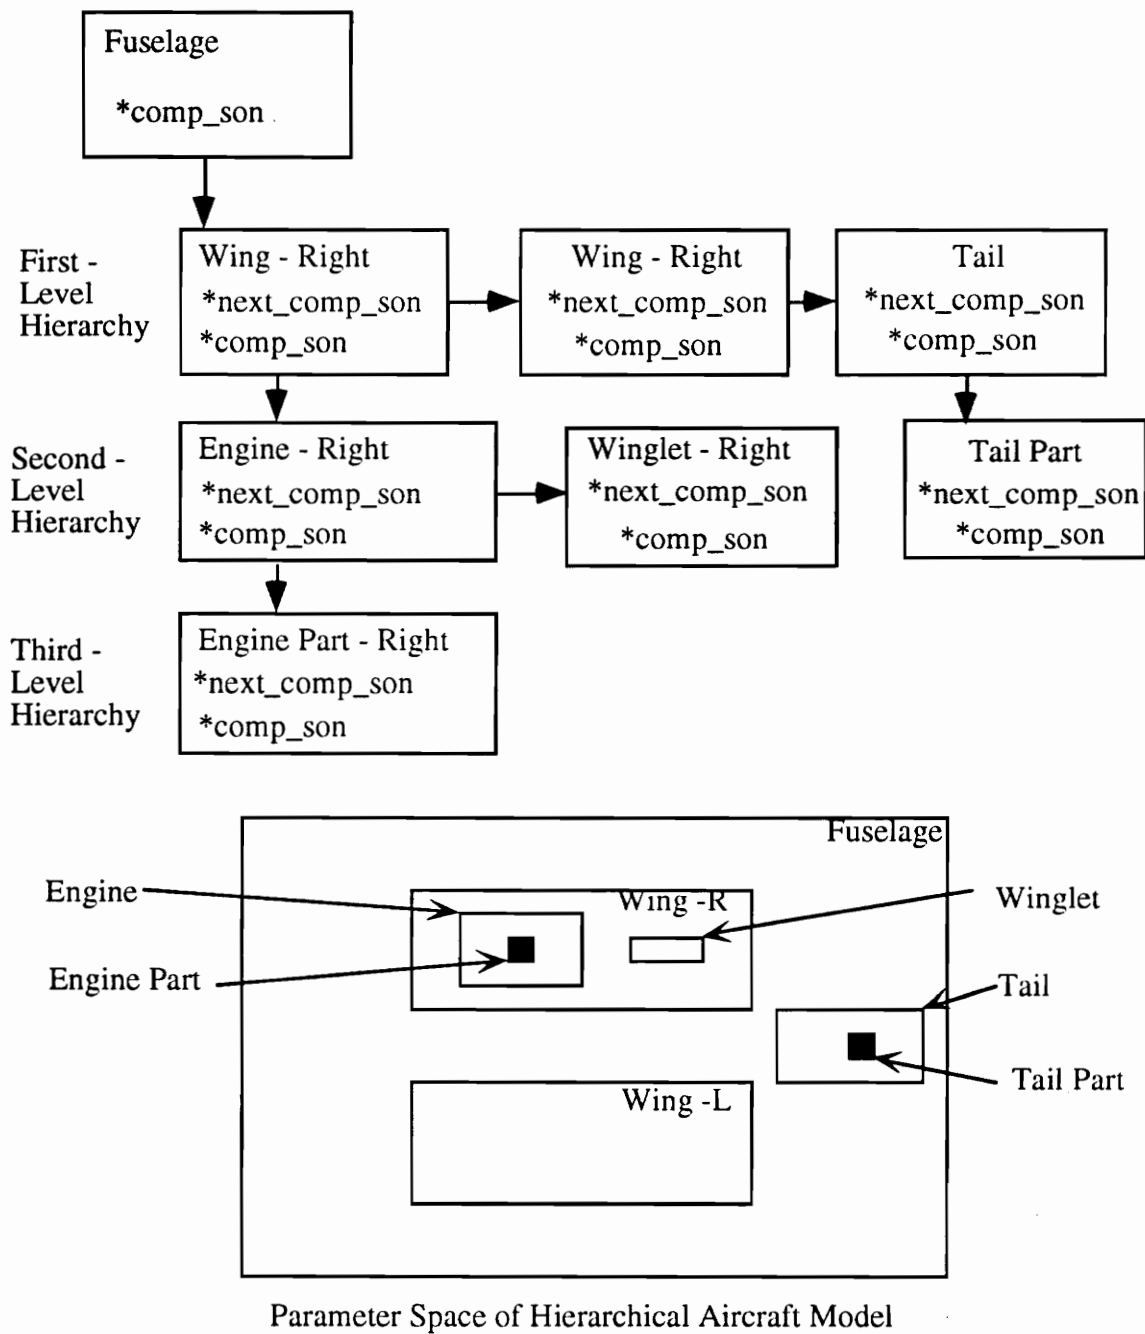 Fuselage
*comp_son
First -
Level
Hierarchy
Wing - Right
*next_comp_son
*comp_son
Wing - Right
*next_comp_son
*comp_son
Tail
*next_comp_son
*comp_son
Second -
Level
Hierarchy
Engine - Right
*next_comp_son
*comp_son
Winglet - Right
*next_comp_son
*comp_son
Tail Part
*next_comp_son
*comp_son
Third -
Level
Hierarchy
Engine Part - Right
*next_comp_son
*comp_son
Fuselage
Engine
Wing -R
Winglet
Engine Part
Tail
Tail Part
Wing -L
Parameter Space of Hierarchical Aircraft Model